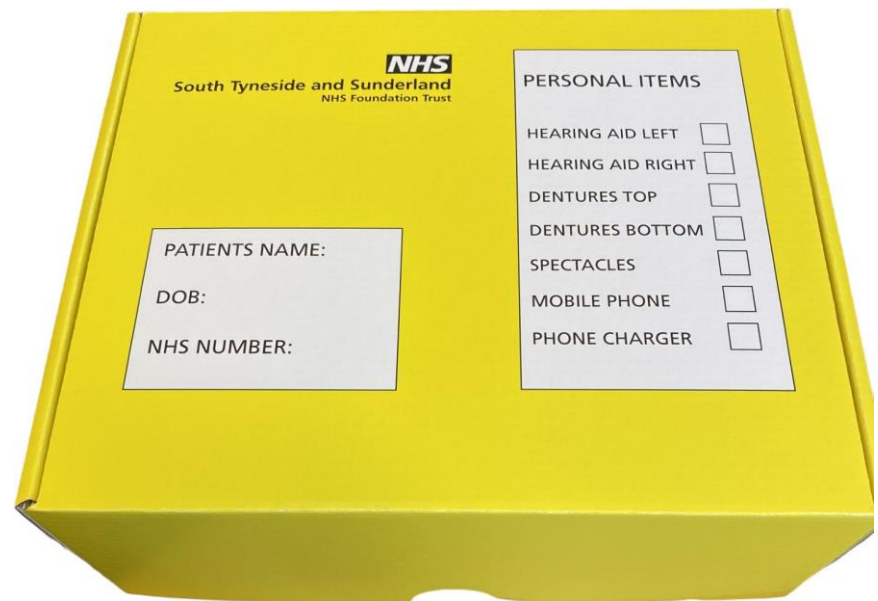 NHS
South Tyneside and Sunderland
NHS Foundation Trust
PATIENTS NAME:
DOB:
NHS NUMBER:
PERSONAL ITEMS
HEARING AID LEFT
HEARING AID RIGHT
DENTURES TOP
DENTURES BOTTOM
SPECTACLES
MOBILE PHONE
PHONE CHARGER